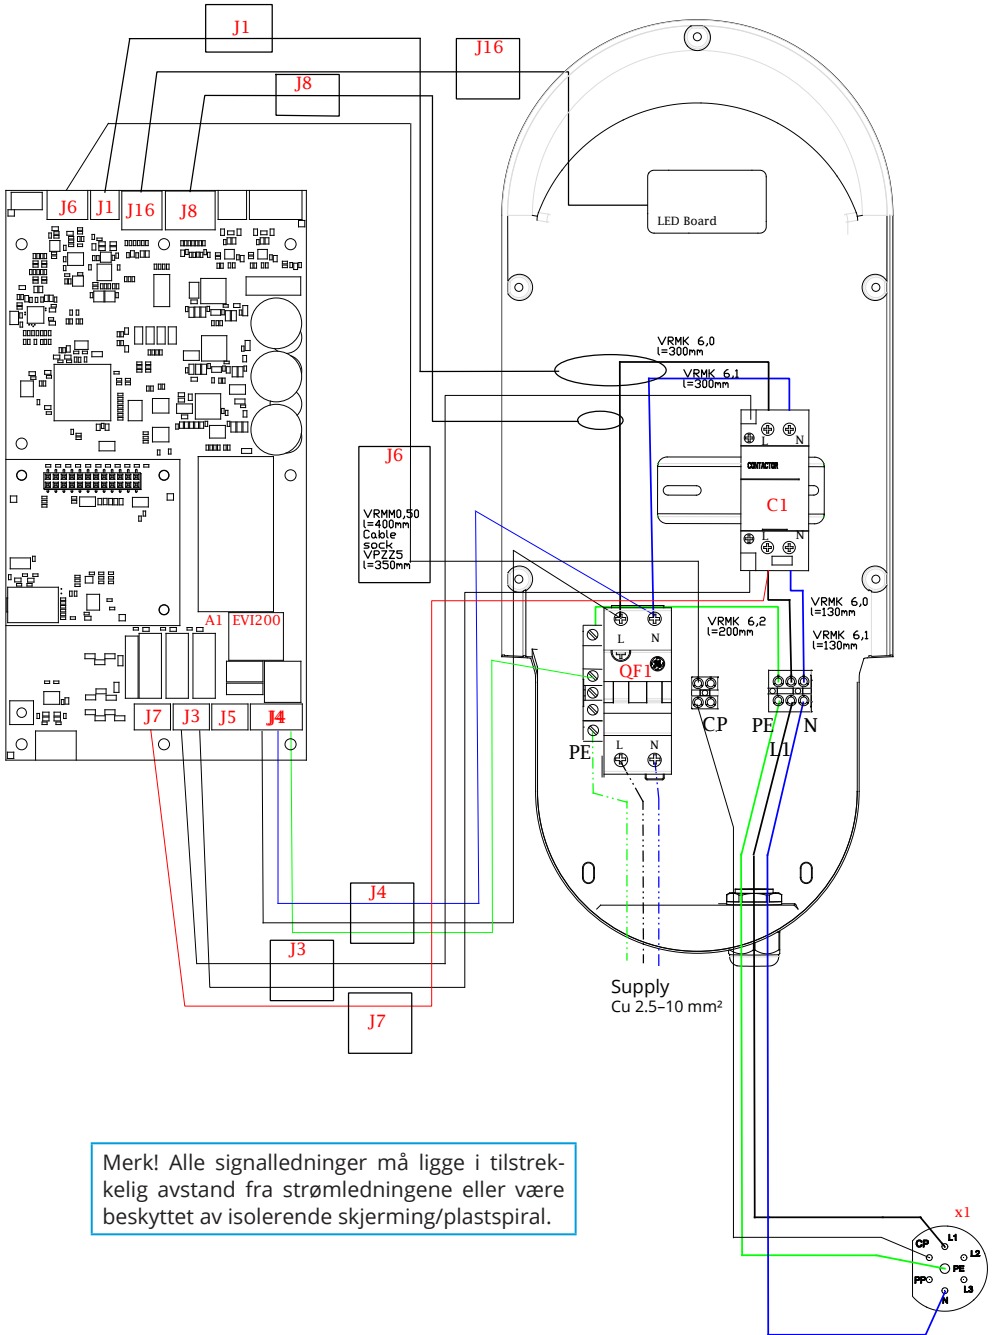 J1
J16
J8
J6
J1
J16
J8
LED Board
VRMK 6,0
l=300mm
VRMK 6,1
l=300mm
L
N
CONTACTOR
C1
L
N
J6
VRMM0,50
l=400mm
Cable
sock
VPZZ5
l=350mm
A1
EVI200
VRMK 6,0
l=130mm
VRMK 6,2
l=200mm
VRMK 6,1
l=130mm
L
N
QF1
J7
J3
J5
J4
CP
PE
N
L1
PE
L
N
J4
J3
J7
Supply
Cu 2.5–10 mm²
Merk! Alle signalledninger må ligge i tilstrek-
kelig avstand fra strømledningene eller være
beskyttet av isolerende skjerming/plastspiral.
x1
L1
CP
L2
PE
PP
L3
N